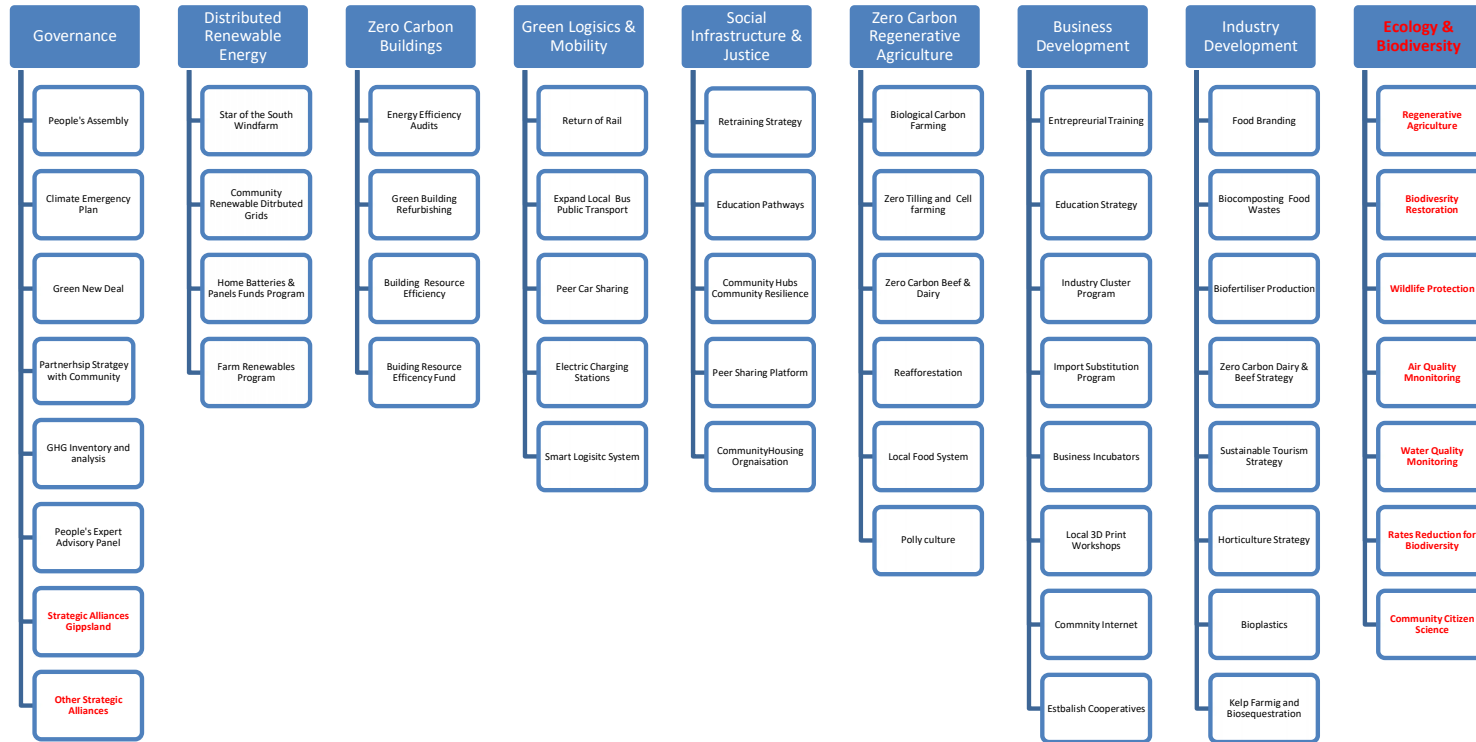 Governance
People's Assembly
Climate Emergency
Plan
Green New Deal
Partnerhsip Stratgey
with Community
GHG Inventory and
analysis
People's Expert
Advisory Panel
Strategic Alliances
Gippsland
Other Strategic
Alliances
Distributed
Renewable
Energy
Star of the South
Windfarm
Community
Renewable Ditrbuted
Grids
Home Batteries &
Panels Funds Program
Farm Renewables
Program
Zero Carbon
Buildings
Energy Efficiency
Audits
Green Building
Refurbishing
Building Resource
Efficiency
Buiding Resource
Efficency Fund
Green Logisics &
Mobility
Return of Rail
Expand Local Bus
Public Transport
Peer Car Sharing
Electric Charging
Stations
Smart Logisitc System
Social
Infrastructure &
Justice
Retraining Strategy
Education Pathways
Community Hubs
Community Resilience
Peer Sharing Platform
CommunityHousing
Orgnaisation
Zero Carbon
Regenerative
Agriculture
Biological Carbon
Farming
Zero Tilling and Cell
farming
Zero Carbon Beef &
Dairy
Reafforestation
Local Food System
Polly culture
Business
Development
Entrepreurial Training
Education Strategy
Industry Cluster
Program
Import Substitution
Program
Business Incubators
Local 3D Print
Workshops
Commnity Internet
Estbalish Cooperatives
Industry
Development
Food Branding
Biocomposting Food
Wastes
Biofertiliser Production
Zero Carbon Dairy &
Beef Strategy
Sustainable Tourism
Strategy
Horticulture Strategy
Bioplastics
Kelp Farmig and
Biosequestration
Ecology &
Biodiversity
Regenerative
Agriculture
Biodivesrity
Restoration
Wildlife Protection
Air Quality
Mnonitoring
Water Quality
Monitoring
Rates Reduction for
Biodiversity
Community Citizen
Science